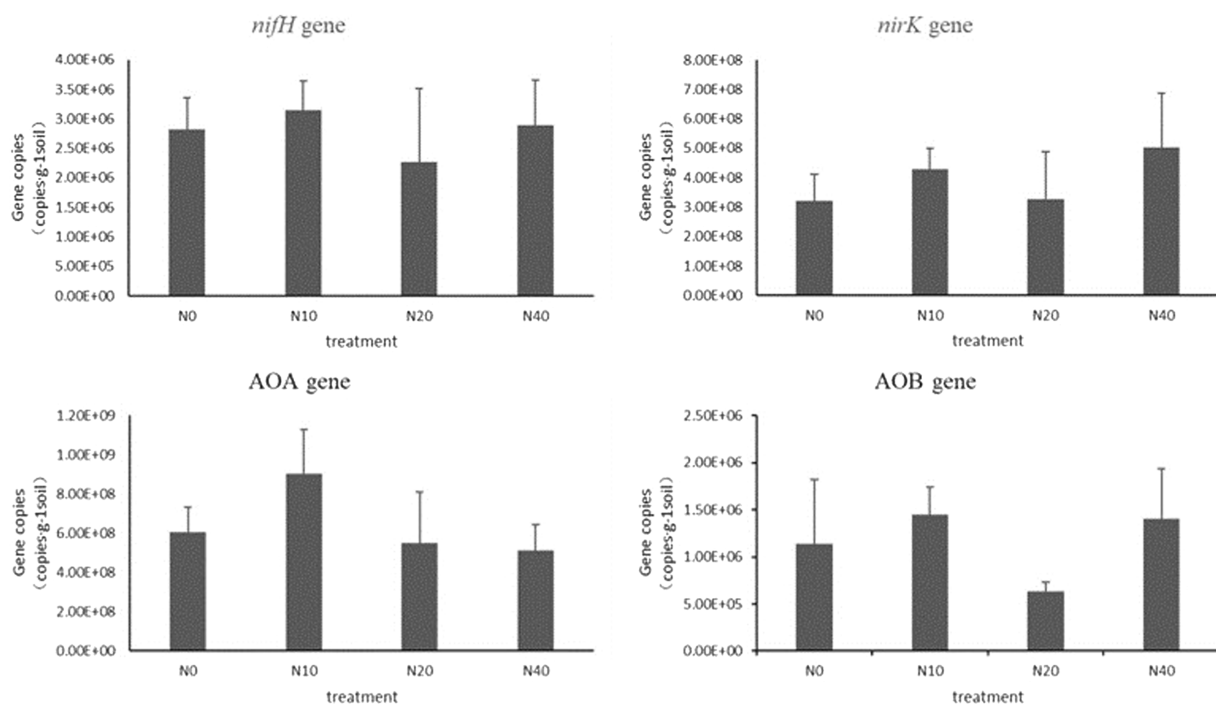 nifH gene
4.00E+06
3.50E+06
3.00E+06
2.50E+06
2.00E+06
1.50E+06
1.00E+06
5.00E+05
0.00E+00
Gene copies
（copies·g-1soil）
N0 N10 N20 N40
treatment
nirK gene
8.00E+08
7.00E+08
6.00E+08
5.00E+08
4.00E+08
3.00E+08
2.00E+08
1.00E+08
0.00E+00
Gene copies
（copies·g-1soil）
N0 N10 N20 N40
treatment
AOA gene
1.20E+09
1.00E+09
8.00E+08
6.00E+08
4.00E+08
2.00E+08
0.00E+00
Gene copies
（copies·g-1soil）
N0 N10 N20 N40
treatment
AOB gene
2.50E+06
2.00E+06
1.50E+06
1.00E+06
5.00E+05
0.00E+00
Gene copies
（copies·g-1soil）
N0 N10 N20 N40
treatment